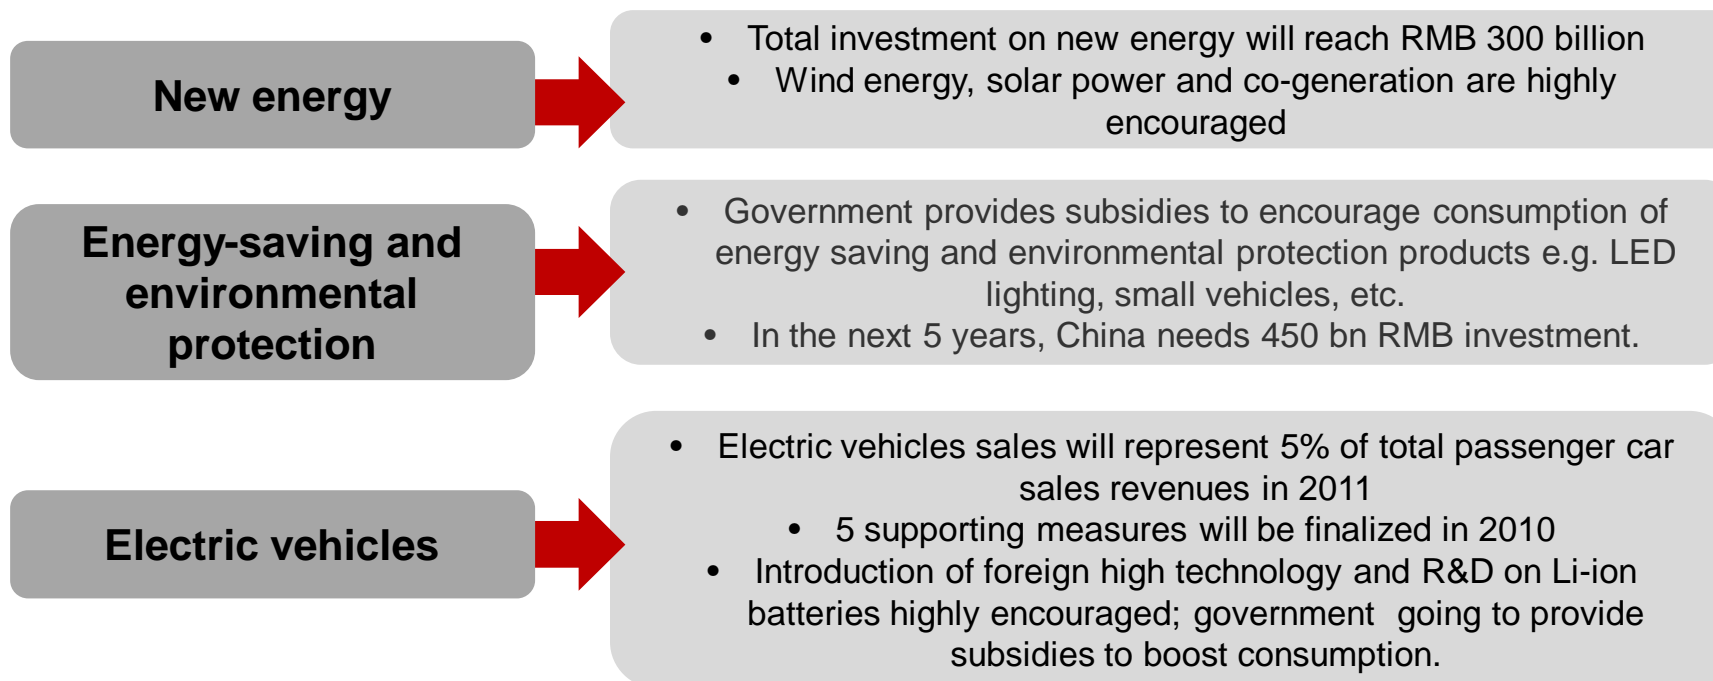 New energy
• Total investment on new energy will reach RMB 300 billion
• Wind energy, solar power and co-generation are highly
encouraged
Energy-saving and
environmental
protection
• Government provides subsidies to encourage consumption of
energy saving and environmental protection products e.g. LED
lighting, small vehicles, etc.
• In the next 5 years, China needs 450 bn RMB investment.
Electric vehicles
• Electric vehicles sales will represent 5% of total passenger car
sales revenues in 2011
• 5 supporting measures will be finalized in 2010
• Introduction of foreign high technology and R&D on Li-ion
batteries highly encouraged; government going to provide
subsidies to boost consumption.